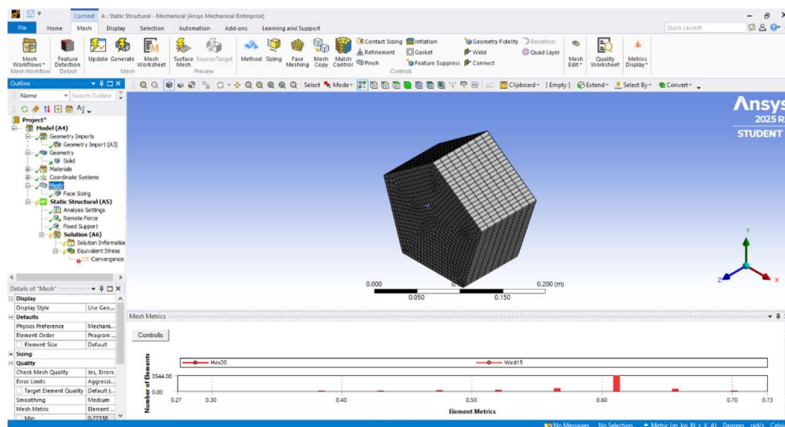 Context A : Static Structural - Mechanical [Ansys Mechanical Enterprise]
File Home Mesh Display Selection Automation Add-ons Learning and Support Quick Launch
Mesh Workflows Feature Detection Update Generate Mesh Worksheet Surface Mesh Source/Target Method Sizing Face Meshing Mesh Copy Match Control Contact Sizing Inflation Geometry Fidelity Deviation Mesh Edit Quality Worksheet Metrics Display
Refinement Gasket Weld Quad Layer
Pinch Feature Suppress Connect
Mesh Workflow Detect Mesh Preview Controls
Outline
Select Mode Clipboard [ Empty ] Extend Select By Convert
Name Search Outline
Project*
Model (A4)
Geometry Imports
Geometry Import (A3)
Geometry
Solid
Materials
Coordinate Systems
Mesh
Face Sizing
Static Structural (A5)
Analysis Settings
Remote Force
Fixed Support
Solution (A6)
Solution Information
Equivalent Stress
Convergence
Ansys
2025 R
STUDENT
Y
Z
X
0.000 0.200 (m)
0.050 0.150
Details of "Mesh"
Display
Display Style Use Geo...
Defaults
Physics Preference Mechani...
Element Order Program ...
Element Size Default
Sizing
Quality
Check Mesh Quality Yes, Errors
Error Limits Aggressi...
Target Element Quality Default (...
Smoothing Medium
Mesh Metric Element ...
Min 0.27338
Mesh Metrics
Controls
Hex20 Wed15
Number of Elements
3544.00
0.00
0.27 0.30 0.40 0.50 0.60 0.70 0.73
Element Metrics
No Messages No Selection Metric (m, kg, N, s, V, A) Degrees rad/s Celsi